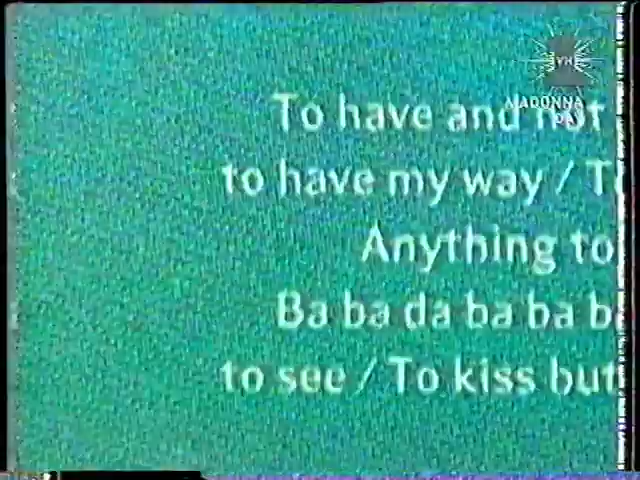 VH1
MADONNA
DAY
To have and not
to have my way / T
Anything to
Ba ba da ba ba b
to see / To kiss but